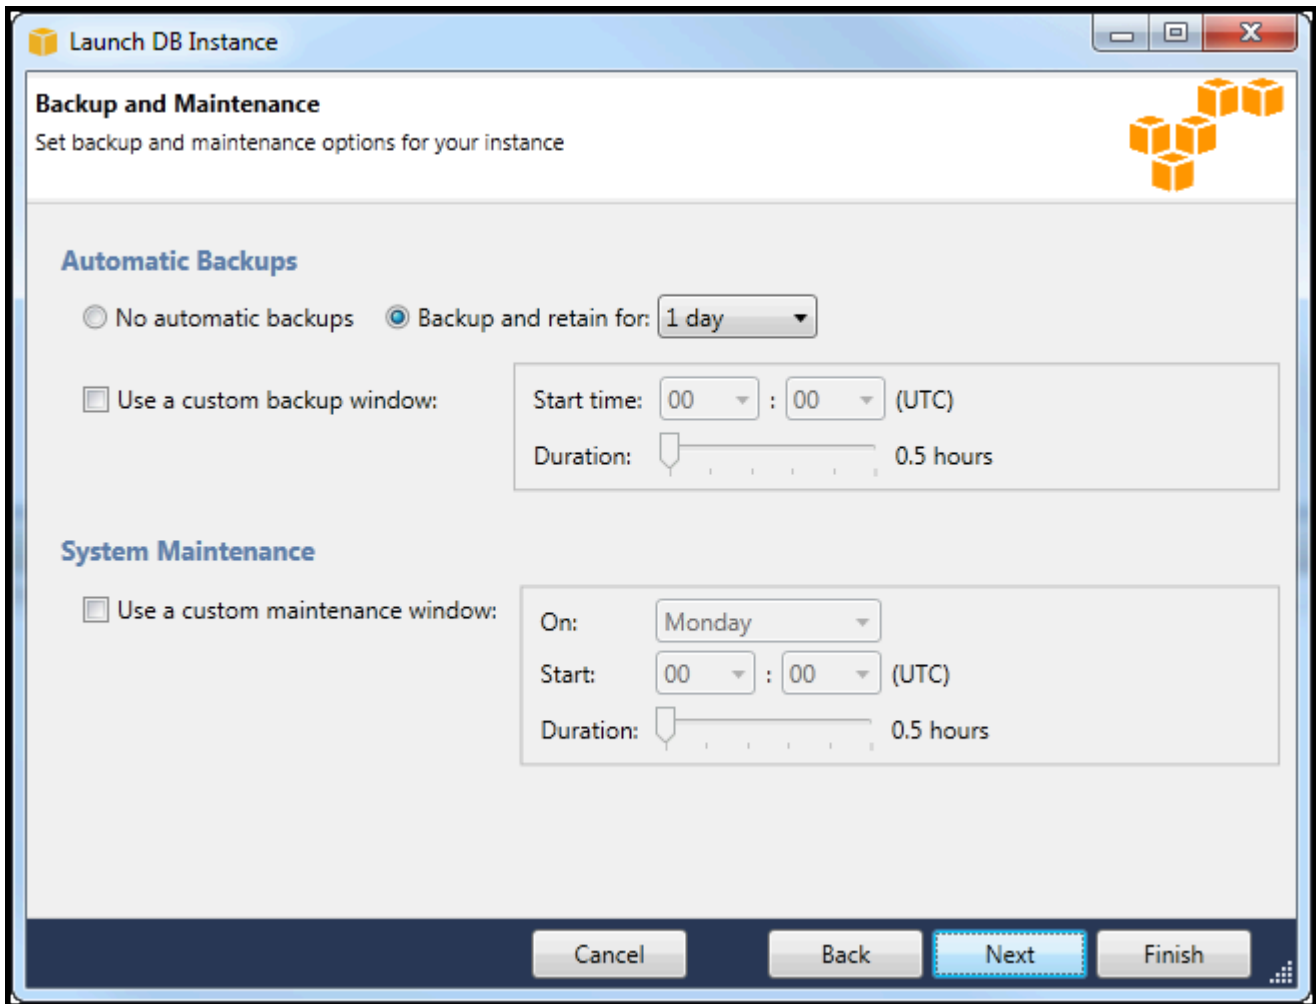 Launch DB Instance
Backup and Maintenance
Set backup and maintenance options for your instance
Automatic Backups
No automatic backups Backup and retain for: 1 day
Use a custom backup window: Start time: 00 : 00 (UTC)
Duration: 0.5 hours
System Maintenance
Use a custom maintenance window: On: Monday
Start: 00 : 00 (UTC)
Duration: 0.5 hours
Cancel Back Next Finish